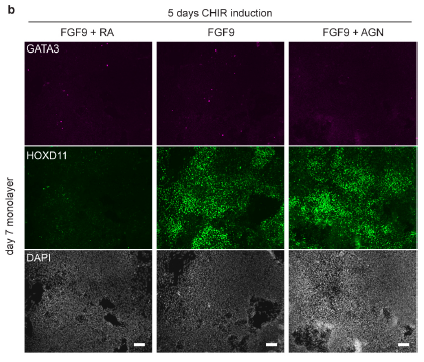 b
5 days CHIR induction
FGF9 + RA
FGF9
FGF9 + AGN
GATA3
HOXD11
DAPI
day 7 monolayer